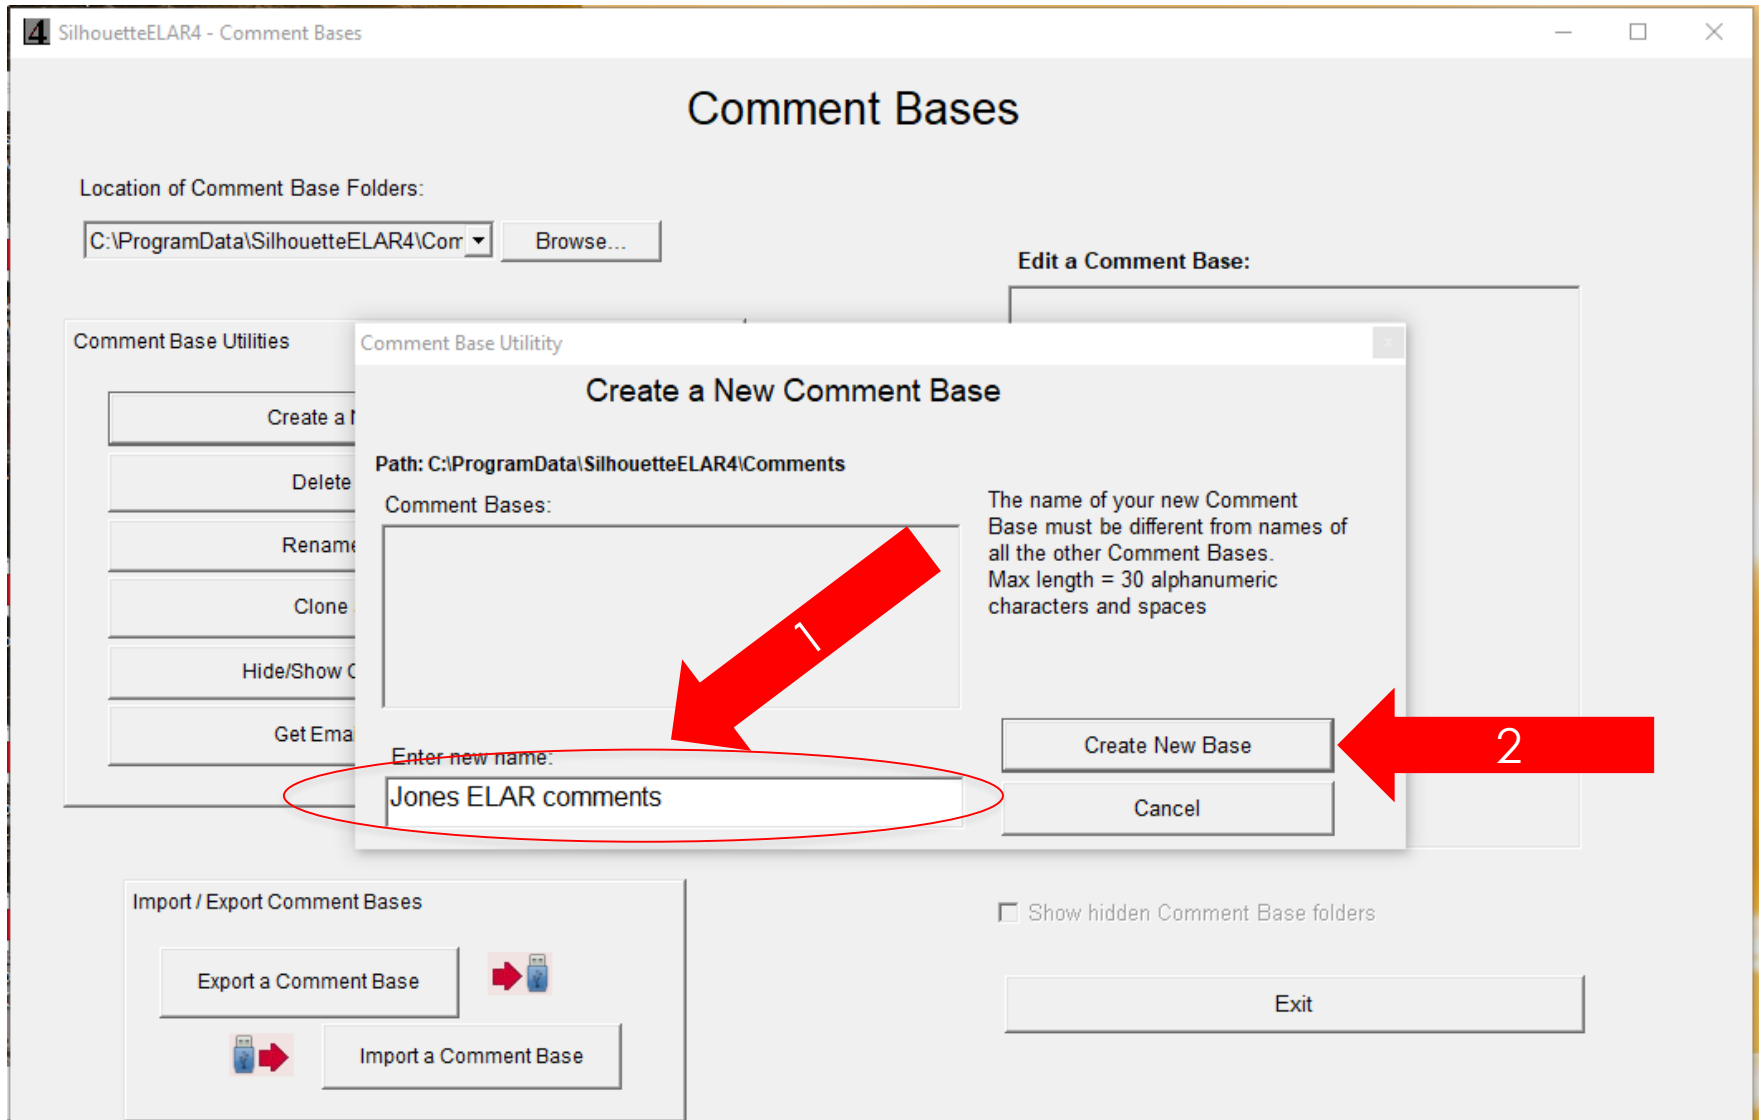 4 SilhouetteELAR4 - Comment Bases
Comment Bases
Location of Comment Base Folders:
C:\ProgramData\SilhouetteELAR4\Com
Browse...
Edit a Comment Base:
Comment Base Utilities
Create a
Delete
Rename
Clone
Hide/Show
Get Ema
Comment Base Utilitity
x
Create a New Comment Base
Path: C:\ProgramData\SilhouetteELAR4\Comments
Comment Bases:
The name of your new Comment
Base must be different from names of
all the other Comment Bases.
Max length = 30 alphanumeric
characters and spaces
1
Enter new name:
Jones ELAR comments
Create New Base
2
Cancel
Import / Export Comment Bases
Export a Comment Base
Import a Comment Base
Show hidden Comment Base folders
Exit